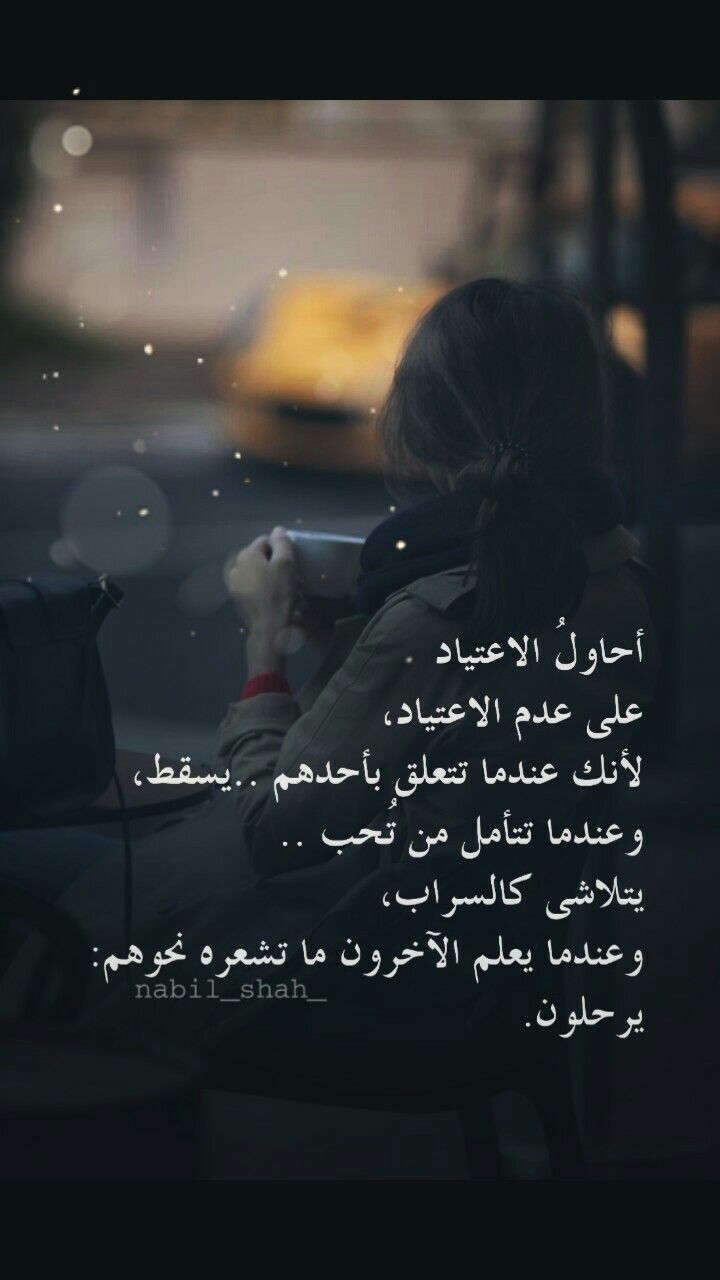 أحاولُ الاعتياد
على عدم الاعتياد،
لأنك عندما تتعلق بأحدهم ..يسقط،
وعندما تتأمل من تُحب ..
يتلاشى كالسراب،
وعندما يعلم الآخرون ما تشعره نحوهم:
nabil_shah_
يرحلون.